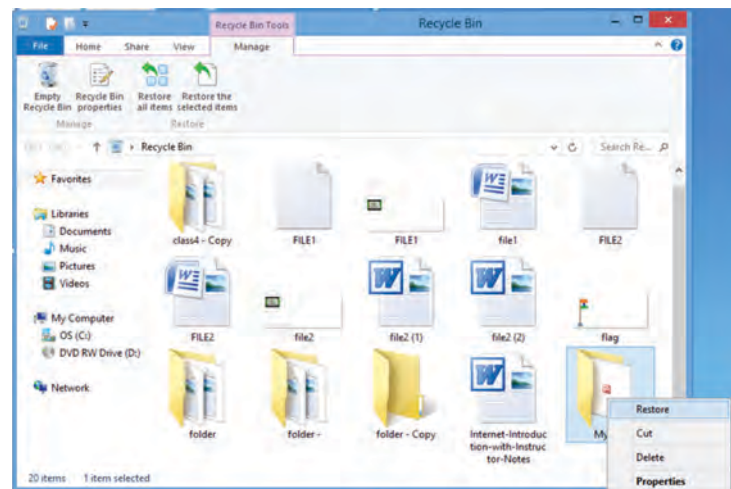 Recycle Bin Tools
Recycle Bin
File Home Share View Manage
Empty Recycle Bin
Recycle Bin properties
Restore all items
Restore the selected items
Manage
Restore
Recycle Bin
Search Re...
Favorites
Libraries
Documents
Music
Pictures
Videos
My Computer
OS (C:)
DVD RW Drive (D:)
Network
class4 - Copy
FILE1
FILE1
file1
FILE2
FILE2
file2
file2 (1)
file2 (2)
flag
folder
folder -
folder - Copy
Internet-Introduc
tion-with-Instruc
tor-Notes
My
Restore
Cut
Delete
Properties
20 items 1 item selected